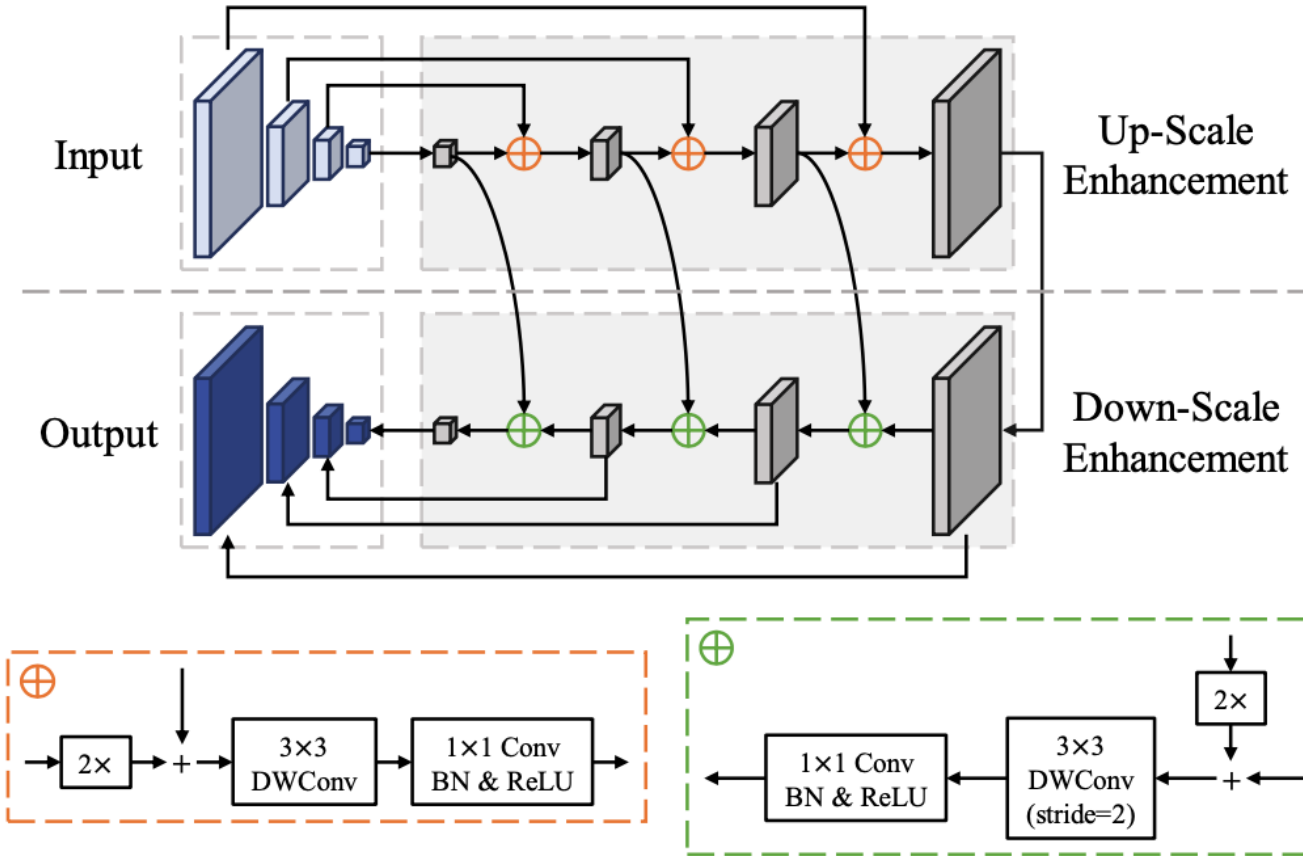 Input
Up-Scale
Enhancement
Output
Down-Scale
Enhancement
2×
+
3×3
DWConv
1×1 Conv
BN & ReLU
1×1 Conv
BN & ReLU
3×3
DWConv
(stride=2)
2×
+